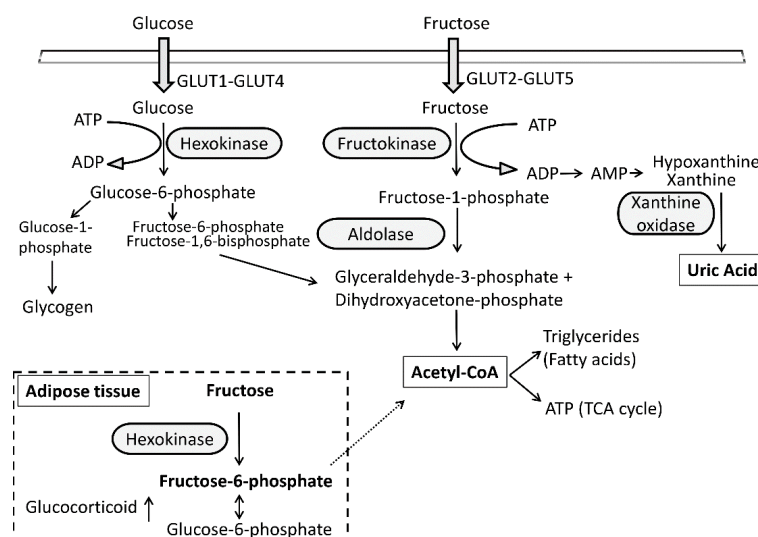 Glucose
Fructose
GLUT1-GLUT4
GLUT2-GLUT5
Glucose
Fructose
ATP
Hexokinase
Fructokinase
ATP
ADP
ADP
AMP
Hypoxanthine
Xanthine
Glucose-6-phosphate
Fructose-1-phosphate
Xanthine
oxidase
Glucose-1-
phosphate
Fructose-6-phosphate
Fructose-1,6-bisphosphate
Aldolase
Uric Acid
Glyceraldehyde-3-phosphate +
Dihydroxyacetone-phosphate
Glycogen
Triglycerides
(Fatty acids)
Acetyl-CoA
ATP (TCA cycle)
Adipose tissue
Fructose
Hexokinase
Fructose-6-phosphate
Glucocorticoid
Glucose-6-phosphate